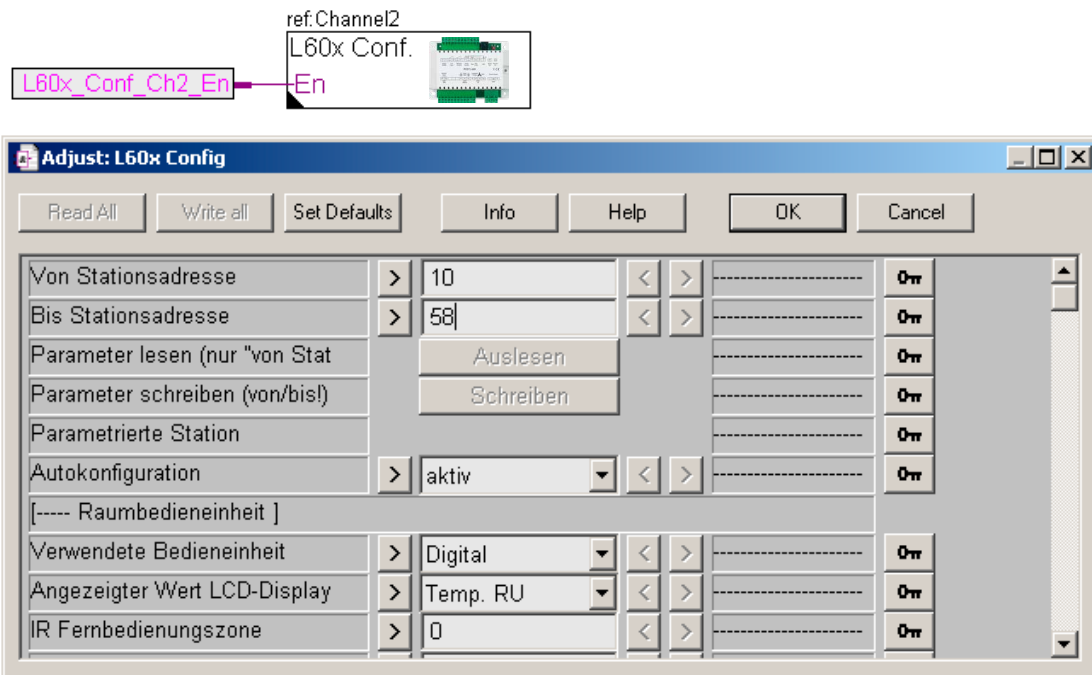 ref:Channel2
L60x Conf.
L60x_Conf_Ch2_En En
Adjust: L60x Config
Read All Write all Set Defaults Info Help OK Cancel
Von Stationsadresse > 10 < > ---------------------
Bis Stationsadresse > 58 < > ---------------------
Parameter lesen (nur "von Stat Auslesen ---------------------
Parameter schreiben (von/bis!) Schreiben ---------------------
Parametrierte Station ---------------------
Autokonfiguration > aktiv < > ---------------------
[----- Raumbedieneinheit ]
Verwendete Bedieneinheit > Digital < > ---------------------
Angezeigter Wert LCD-Display > Temp. RU < > ---------------------
IR Fernbedienungszone > 0 < > ---------------------